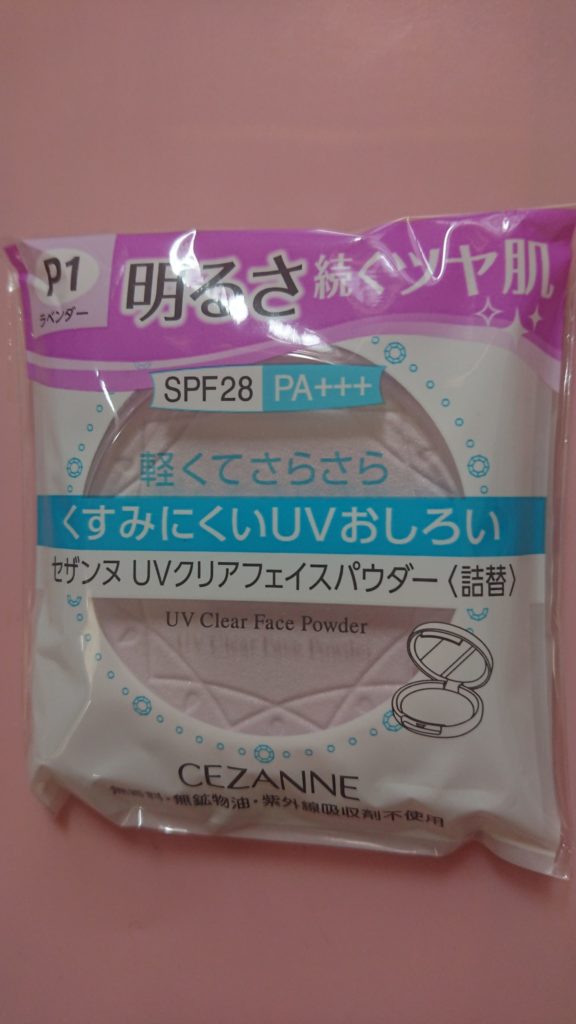 P1
ラベンダー
明るさ続くツヤ肌
SPF28 PA+++
軽くてさらさら
くすみにくいUVおしろい
セザンヌ UVクリアフェイスパウダー〈詰替〉
UV Clear Face Powder
CEZANNE
無香料・無鉱物油・紫外線吸収剤不使用